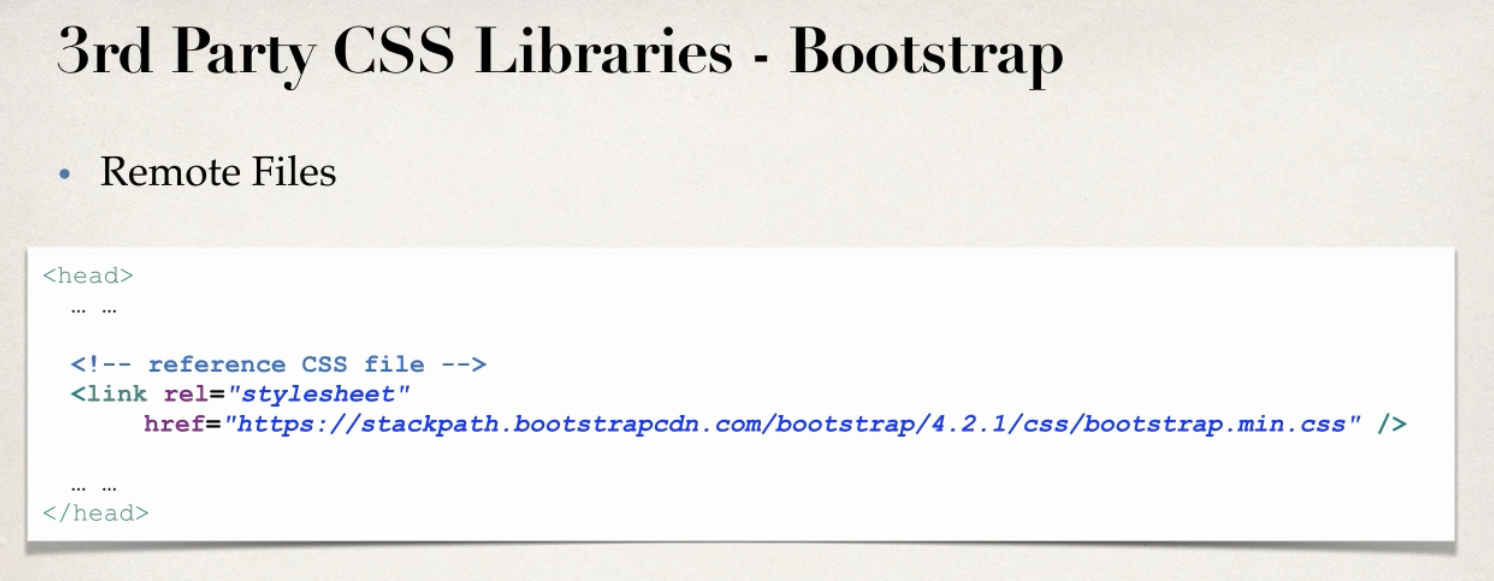 3rd Party CSS Libraries - Bootstrap
• Remote Files
<head>
… …
<!-- reference CSS file -->
<link rel="stylesheet"
href="https://stackpath.bootstrapcdn.com/bootstrap/4.2.1/css/bootstrap.min.css" />
… …
</head>